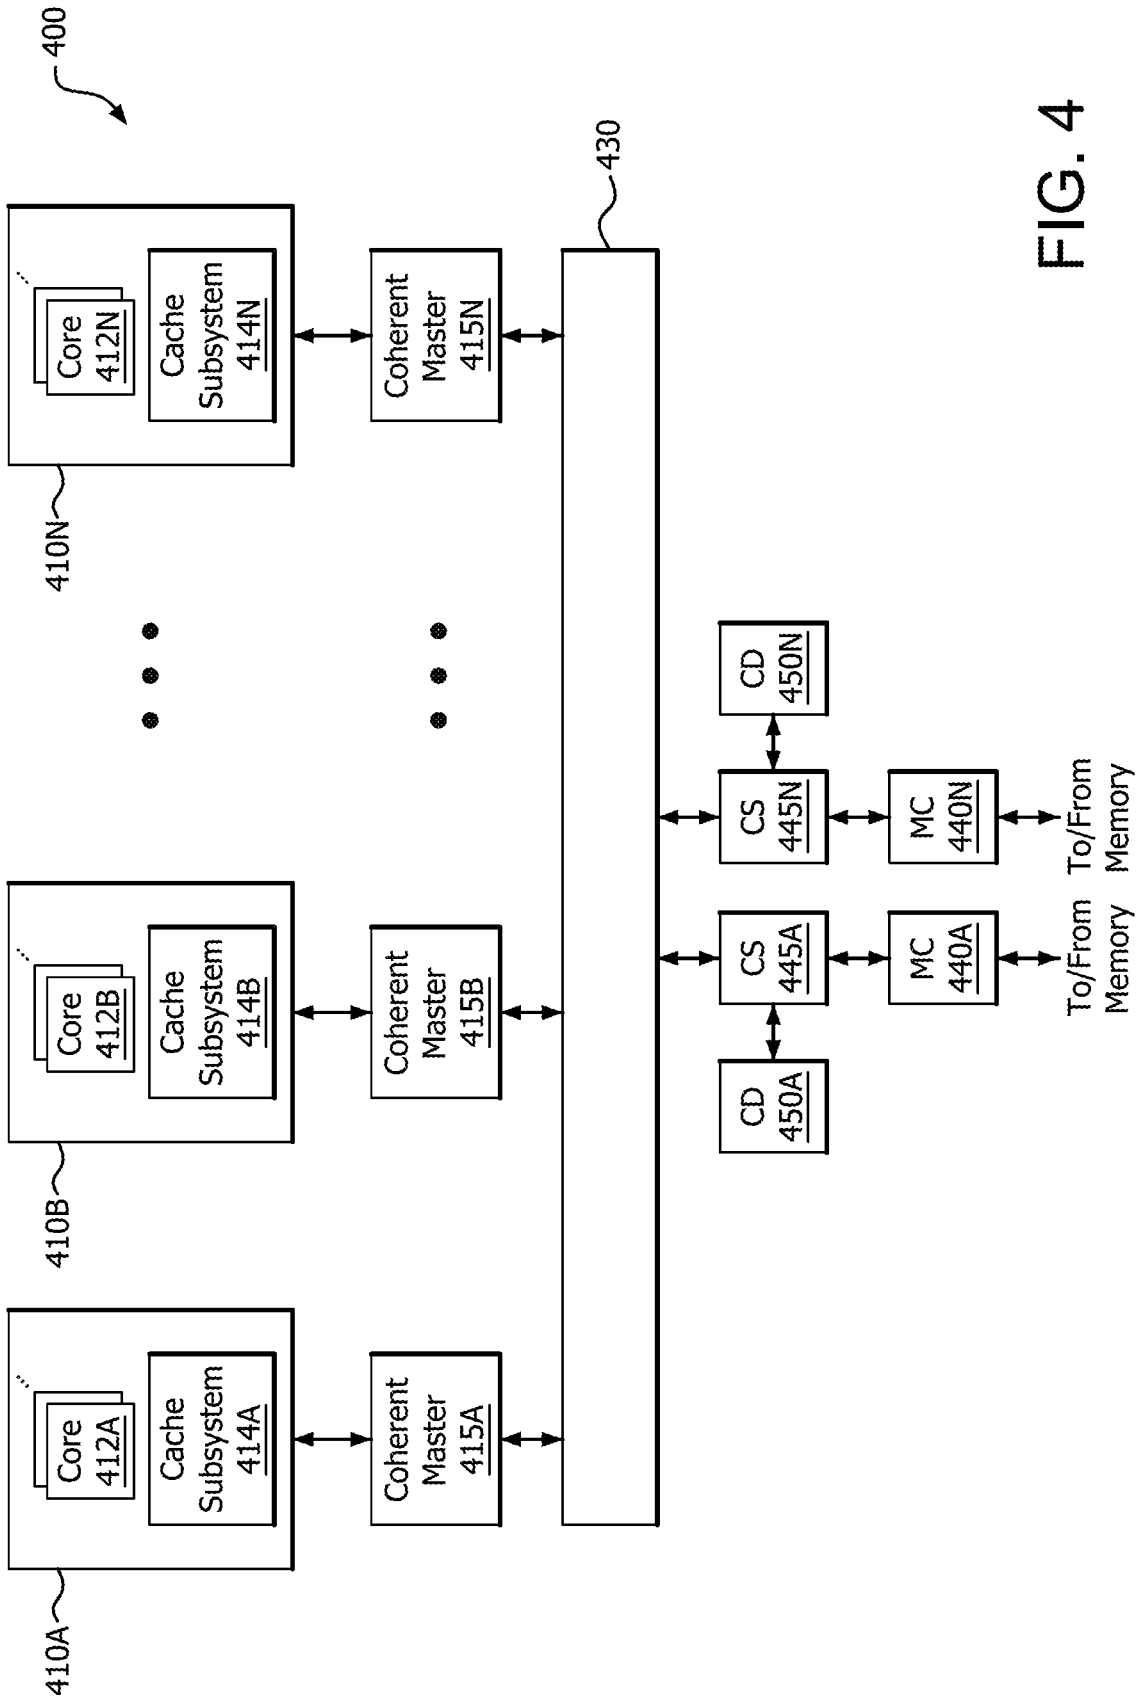 400
410A
Core
412A
Cache
Subsystem
414A
410B
Core
412B
Cache
Subsystem
414B
410N
Core
412N
Cache
Subsystem
414N
Coherent
Master
415A
Coherent
Master
415B
Coherent
Master
415N
430
CD
450A
CS
445A
CS
445N
CD
450N
MC
440A
MC
440N
To/From
Memory
To/From
Memory
FIG. 4